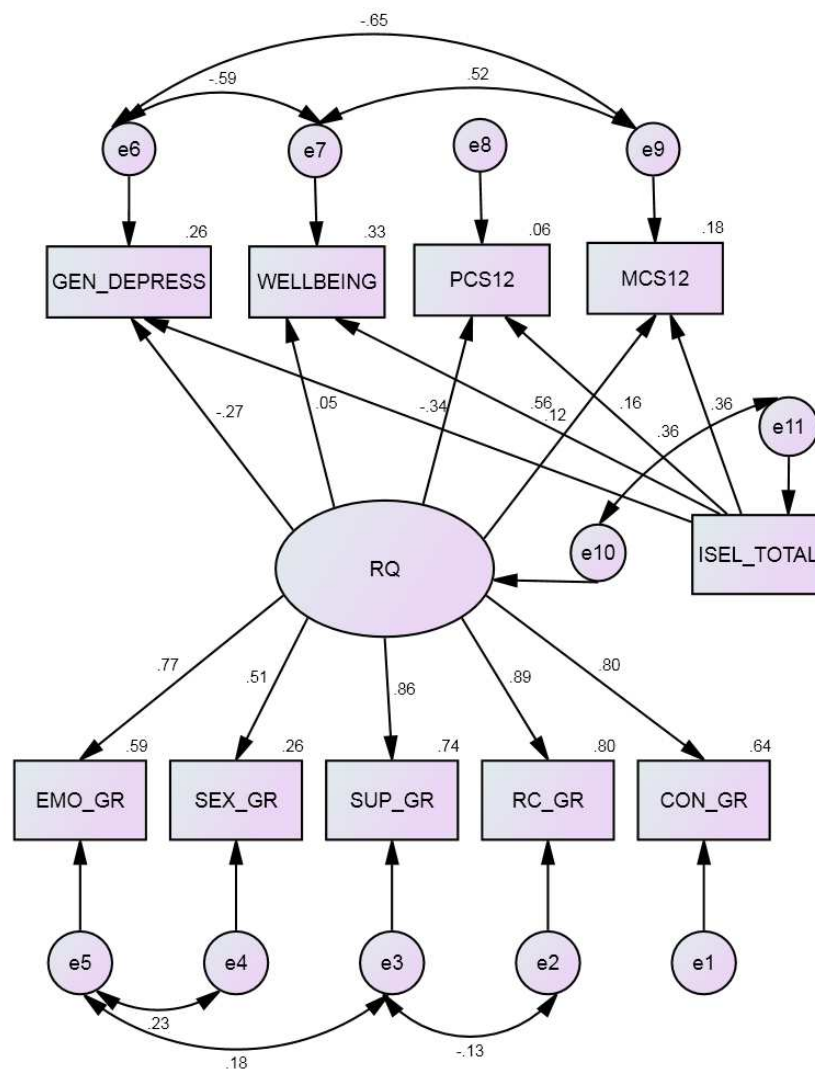 -.65
-.59
.52
e6
e7
e8
e9
.26
.33
.06
.18
GEN_DEPRESS
WELLBEING
PCS12
MCS12
-.27
.05
-.34
.56
.12
.16
.36
.36
e11
RQ
e10
ISEL_TOTAL
.77
.51
.86
.89
.80
.59
.26
.74
.80
.64
EMO_GR
SEX_GR
SUP_GR
RC_GR
CON_GR
e5
e4
e3
e2
e1
.23
.18
-.13